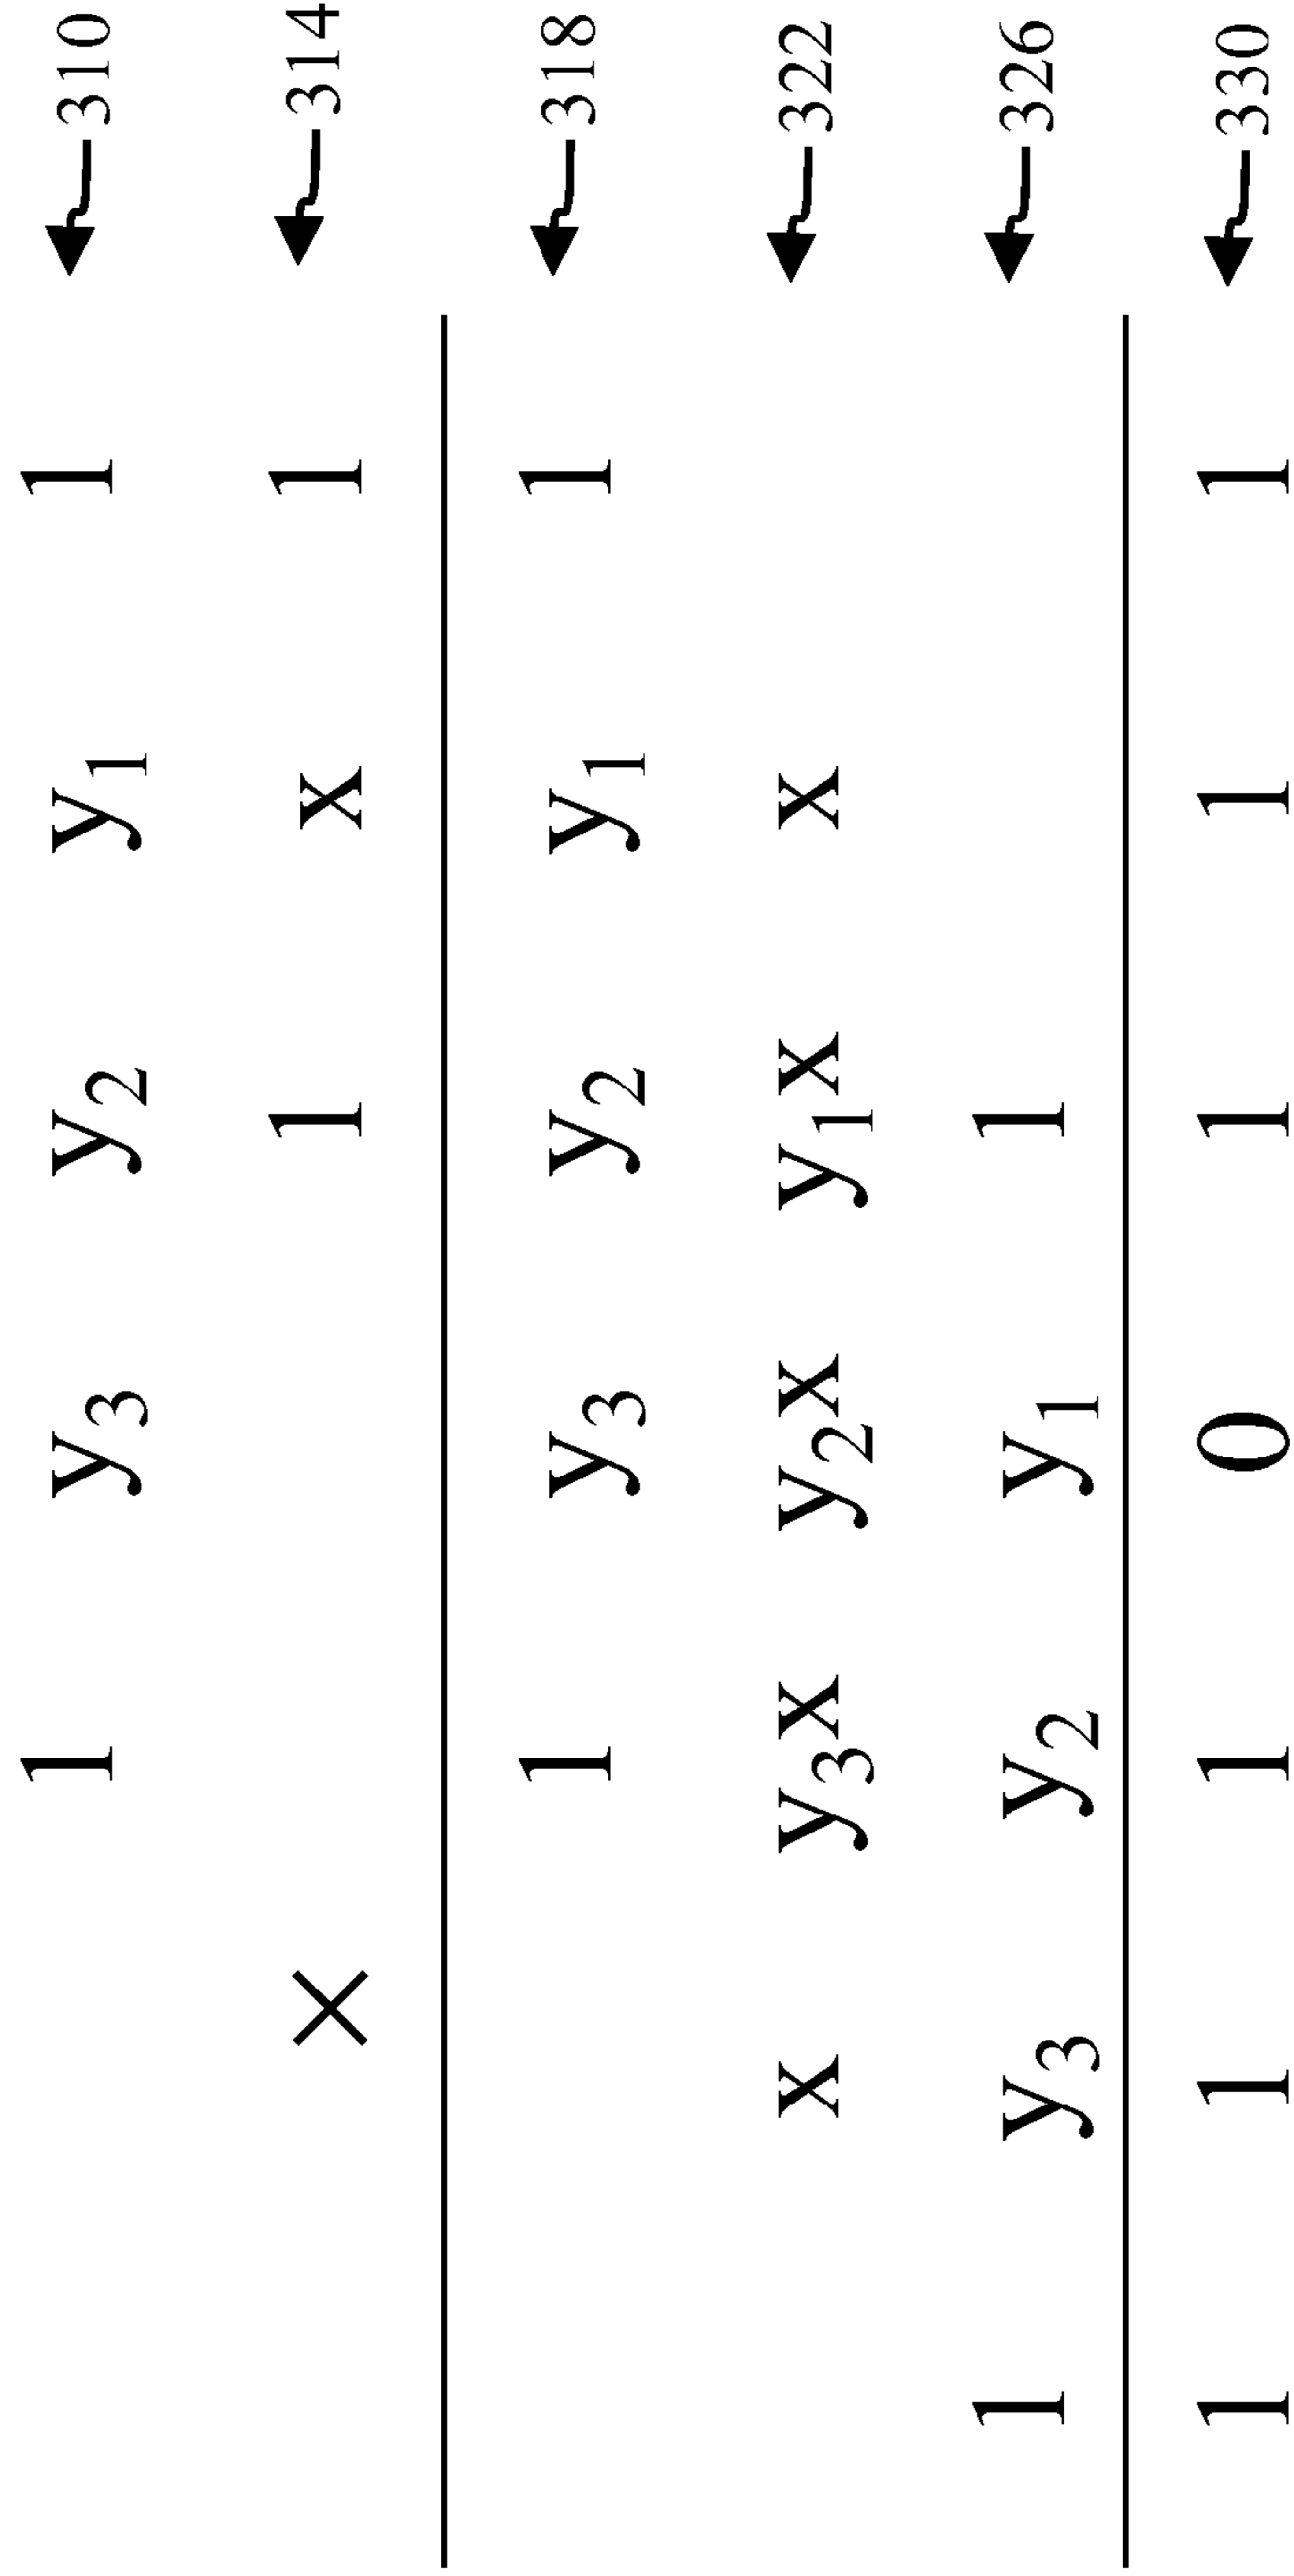 1 y₃ y₂ y₁ 1 310
× 1 x 1 314
1 y₃ y₂ y₁ 1 318
x y₃x y₂x y₁x x 322
1 y₃ y₂ y₁ 1 326
1 1 1 0 1 1 1 330